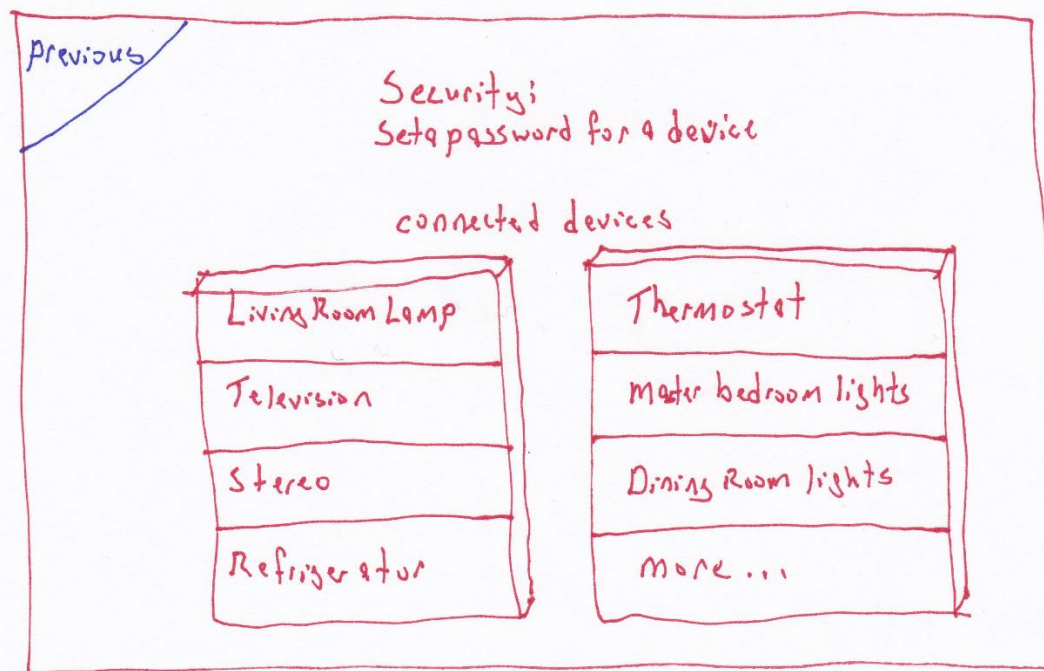 Previous
Security:
Set a password for a device
connected devices
Living Room Lamp
Television
Stereo
Refrigerator
Thermostat
Master bedroom lights
Dining Room lights
more...